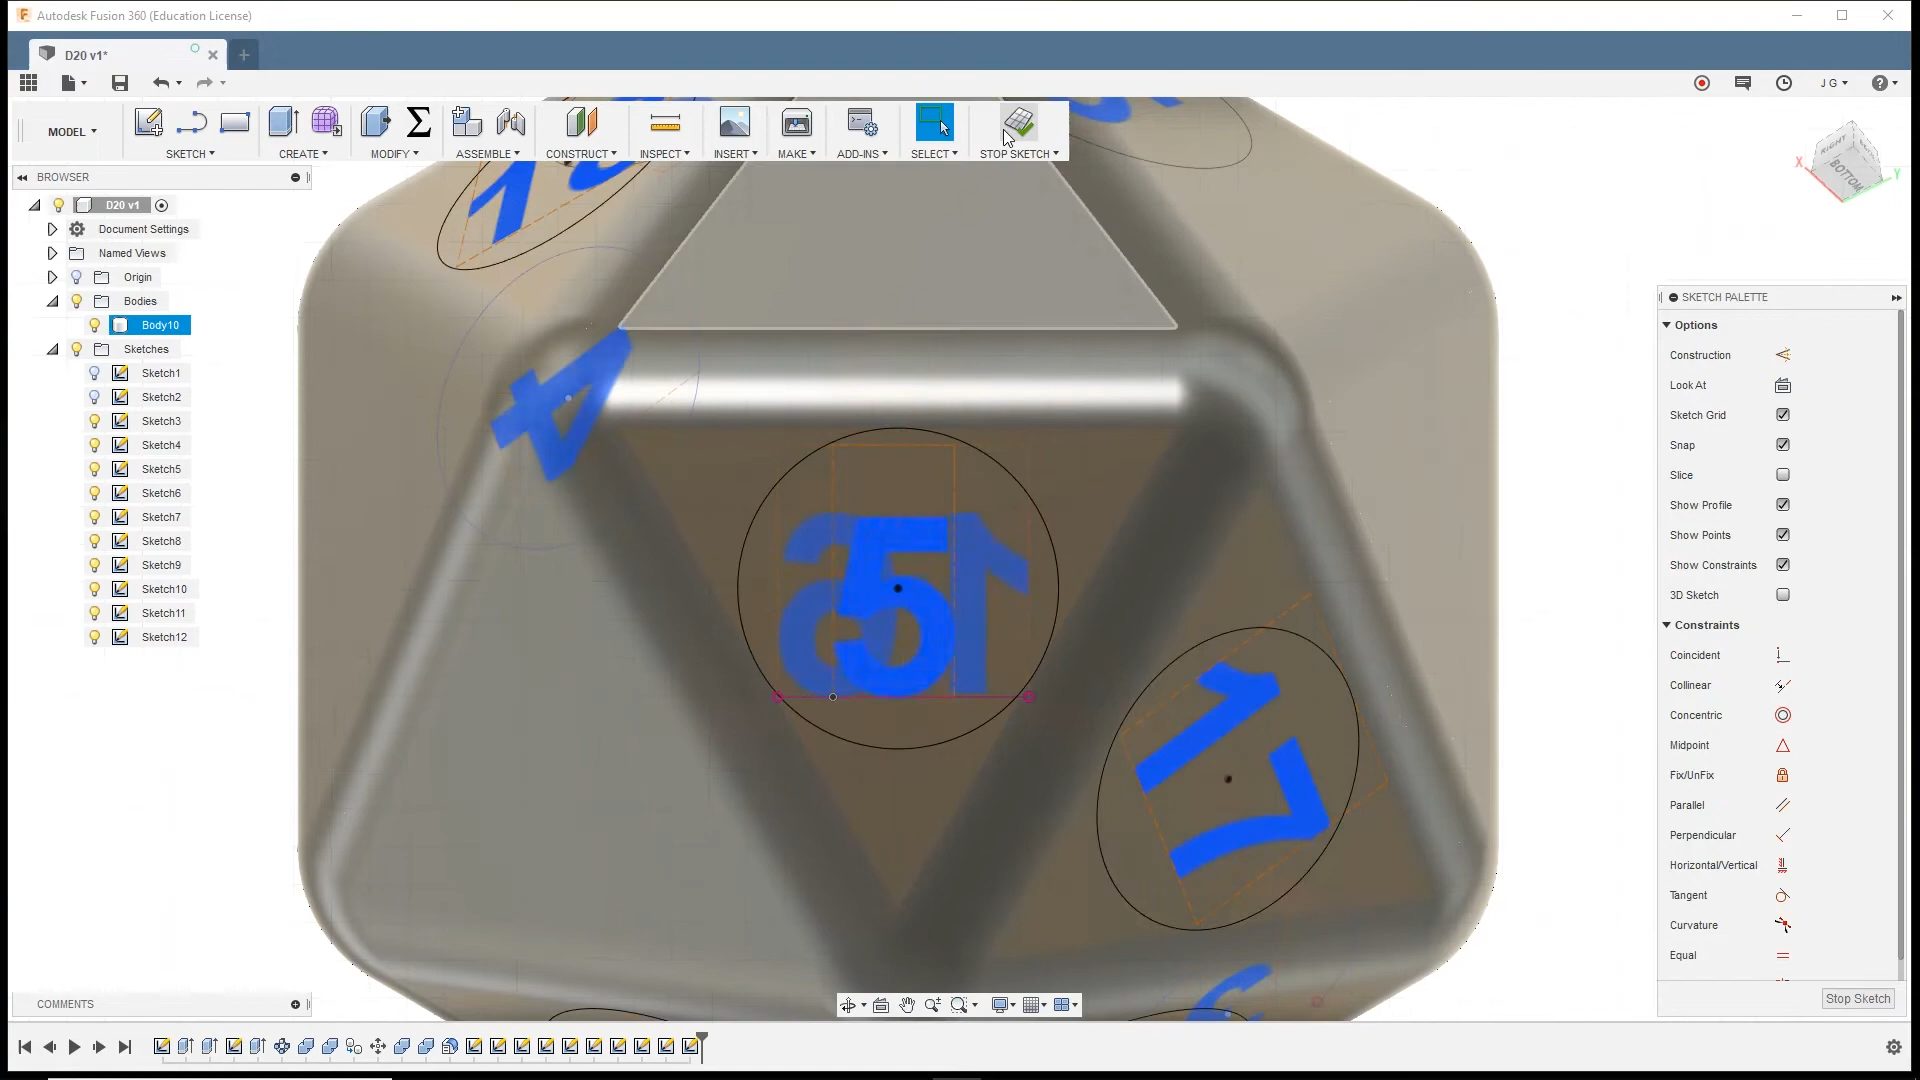 Autodesk Fusion 360 (Education License)
D20 v1*
J G
MODEL
SKETCH
CREATE
MODIFY
ASSEMBLE
CONSTRUCT
INSPECT
INSERT
MAKE
ADD-INS
SELECT
STOP SKETCH
BROWSER
D20 v1
Document Settings
Named Views
Origin
Bodies
Body10
Sketches
Sketch1
Sketch2
Sketch3
Sketch4
Sketch5
Sketch6
Sketch7
Sketch8
Sketch9
Sketch10
Sketch11
Sketch12
RIGHT
BOTTOM
X
Y
4
5
17
SKETCH PALETTE
Options
Construction
Look At
Sketch Grid
Snap
Slice
Show Profile
Show Points
Show Constraints
3D Sketch
Constraints
Coincident
Collinear
Concentric
Midpoint
Fix/UnFix
Parallel
Perpendicular
Horizontal/Vertical
Tangent
Curvature
Equal
Stop Sketch
COMMENTS